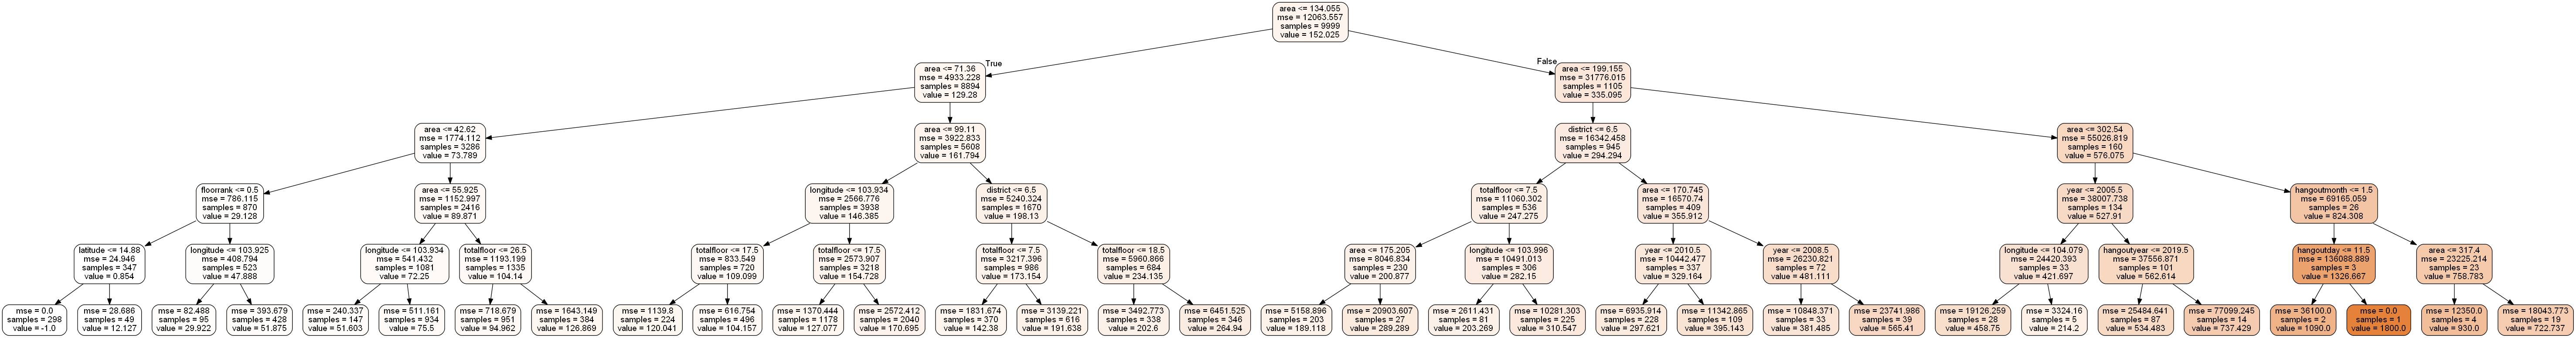 area <= 134.055
mse = 12063.557
samples = 9999
value = 152.025
True
False
area <= 71.36
mse = 4933.228
samples = 8894
value = 129.28
area <= 199.155
mse = 31776.015
samples = 1105
value = 335.095
area <= 42.62
mse = 1774.112
samples = 3286
value = 73.789
area <= 99.11
mse = 3922.833
samples = 5608
value = 161.794
district <= 6.5
mse = 16342.458
samples = 945
value = 294.294
area <= 302.54
mse = 55026.819
samples = 160
value = 576.075
floorrank <= 0.5
mse = 786.115
samples = 870
value = 29.128
area <= 55.925
mse = 1152.997
samples = 2416
value = 89.871
longitude <= 103.934
mse = 2566.776
samples = 3938
value = 146.385
district <= 6.5
mse = 5240.324
samples = 1670
value = 198.13
totalfloor <= 7.5
mse = 11060.302
samples = 536
value = 247.275
area <= 170.745
mse = 16570.74
samples = 409
value = 355.912
year <= 2005.5
mse = 38007.738
samples = 134
value = 527.91
hangoutmonth <= 1.5
mse = 69165.059
samples = 26
value = 824.308
latitude <= 14.88
mse = 24.946
samples = 347
value = 0.854
longitude <= 103.925
mse = 408.794
samples = 523
value = 47.888
longitude <= 103.934
mse = 541.432
samples = 1081
value = 72.25
totalfloor <= 26.5
mse = 1193.199
samples = 1335
value = 104.14
totalfloor <= 17.5
mse = 833.549
samples = 720
value = 109.099
totalfloor <= 17.5
mse = 2573.907
samples = 3218
value = 154.728
totalfloor <= 7.5
mse = 3217.396
samples = 986
value = 173.154
totalfloor <= 18.5
mse = 5960.866
samples = 684
value = 234.135
area <= 175.205
mse = 8046.834
samples = 230
value = 200.877
longitude <= 103.996
mse = 10491.013
samples = 306
value = 282.15
year <= 2010.5
mse = 10442.477
samples = 337
value = 329.164
year <= 2008.5
mse = 26230.821
samples = 72
value = 481.111
longitude <= 104.079
mse = 24420.393
samples = 33
value = 421.697
hangoutyear <= 2019.5
mse = 37556.871
samples = 101
value = 562.614
hangoutday <= 11.5
mse = 136088.889
samples = 3
value = 1326.667
area <= 317.4
mse = 23225.214
samples = 23
value = 758.783
mse = 0.0
samples = 298
value = -1.0
mse = 28.686
samples = 49
value = 12.127
mse = 82.488
samples = 95
value = 29.922
mse = 393.679
samples = 428
value = 51.875
mse = 240.337
samples = 147
value = 51.603
mse = 511.161
samples = 934
value = 75.5
mse = 718.679
samples = 951
value = 94.962
mse = 1643.149
samples = 384
value = 126.869
mse = 1139.8
samples = 224
value = 120.041
mse = 616.754
samples = 496
value = 104.157
mse = 1370.444
samples = 1178
value = 127.077
mse = 2572.412
samples = 2040
value = 170.695
mse = 1831.674
samples = 370
value = 142.38
mse = 3139.221
samples = 616
value = 191.638
mse = 3492.773
samples = 338
value = 202.6
mse = 6451.525
samples = 346
value = 264.94
mse = 5158.896
samples = 203
value = 189.118
mse = 20903.607
samples = 27
value = 289.289
mse = 2611.431
samples = 81
value = 203.269
mse = 10281.303
samples = 225
value = 310.547
mse = 6935.914
samples = 228
value = 297.621
mse = 11342.865
samples = 109
value = 395.143
mse = 10848.371
samples = 33
value = 381.485
mse = 23741.986
samples = 39
value = 565.41
mse = 19126.259
samples = 28
value = 458.75
mse = 3324.16
samples = 5
value = 214.2
mse = 25484.641
samples = 87
value = 534.483
mse = 77099.245
samples = 14
value = 737.429
mse = 36100.0
samples = 2
value = 1090.0
mse = 0.0
samples = 1
value = 1800.0
mse = 12350.0
samples = 4
value = 930.0
mse = 18043.773
samples = 19
value = 722.737